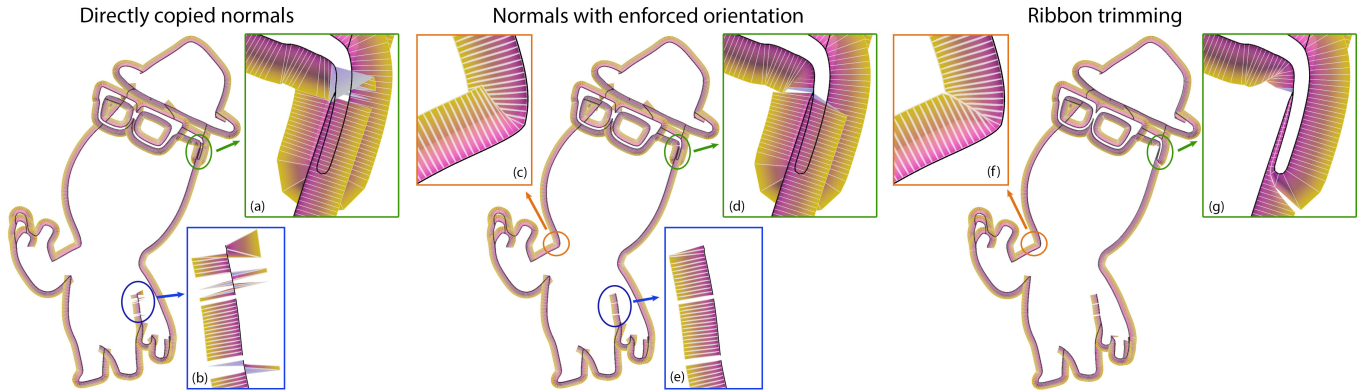 Directly copied normals
Normals with enforced orientation
Ribbon trimming
(a)
(b)
(c)
(d)
(e)
(f)
(g)